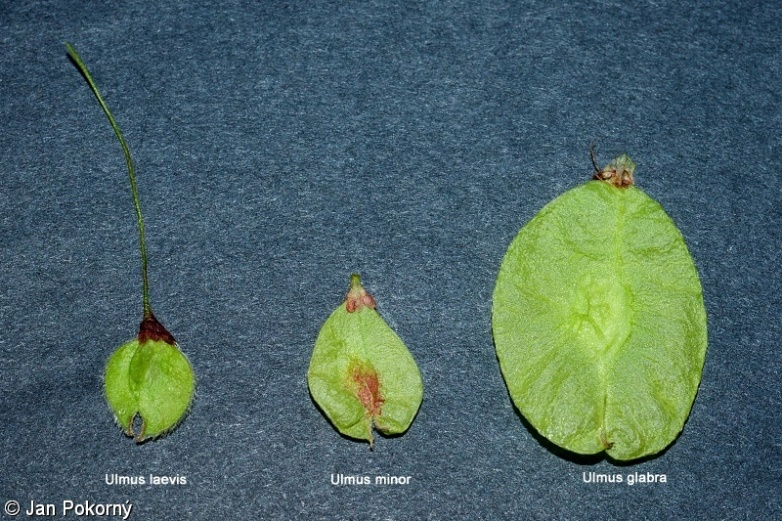 Ulmus laevis
Ulmus minor
Ulmus glabra
© Jan Pokorný